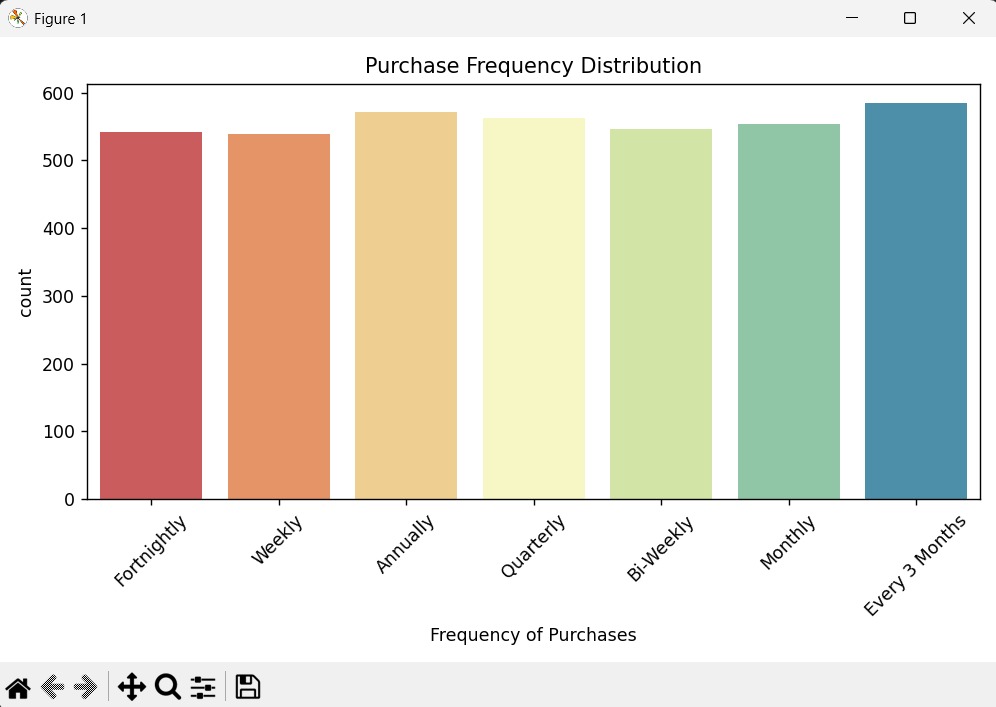 Figure 1
Purchase Frequency Distribution
600
500
400
300
200
100
0
count
Fortnightly
Weekly
Annually
Quarterly
Bi-Weekly
Monthly
Every 3 Months
Frequency of Purchases